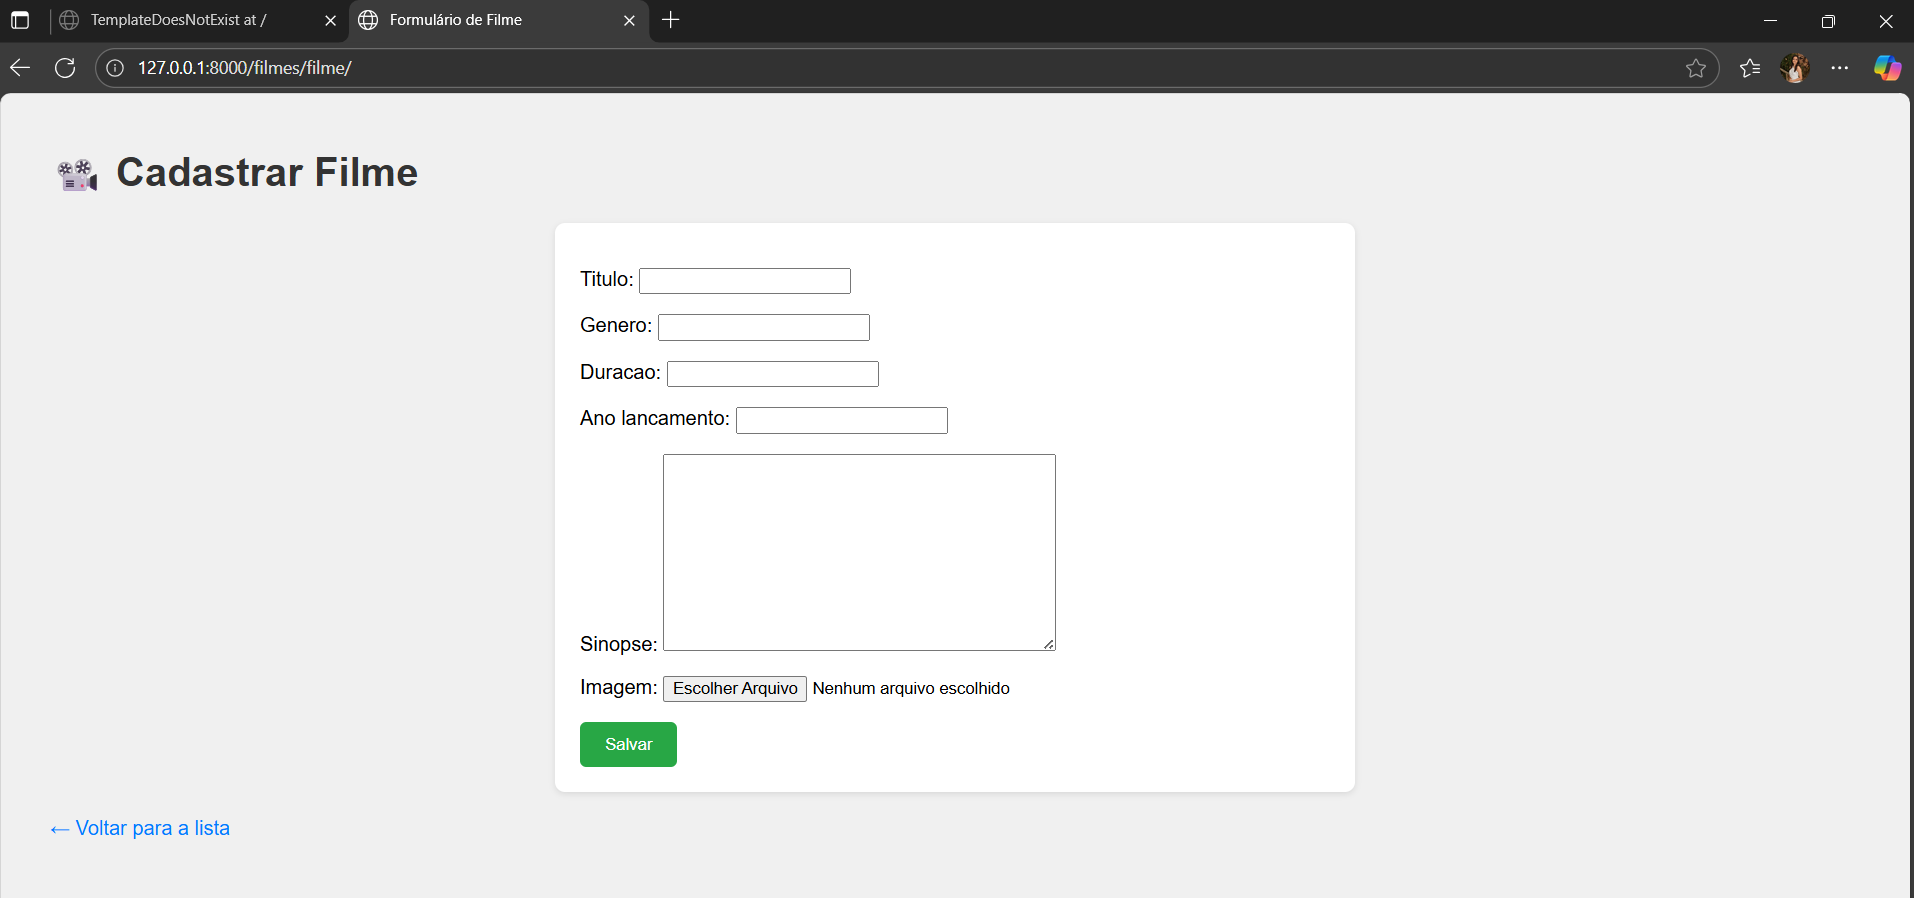 TemplateDoesNotExist at /
Formulário de Filme
127.0.0.1:8000/filmes/filme/
Cadastrar Filme
Titulo:
Genero:
Duracao:
Ano lancamento:
Sinopse:
Imagem: Escolher Arquivo Nenhum arquivo escolhido
Salvar
← Voltar para a lista